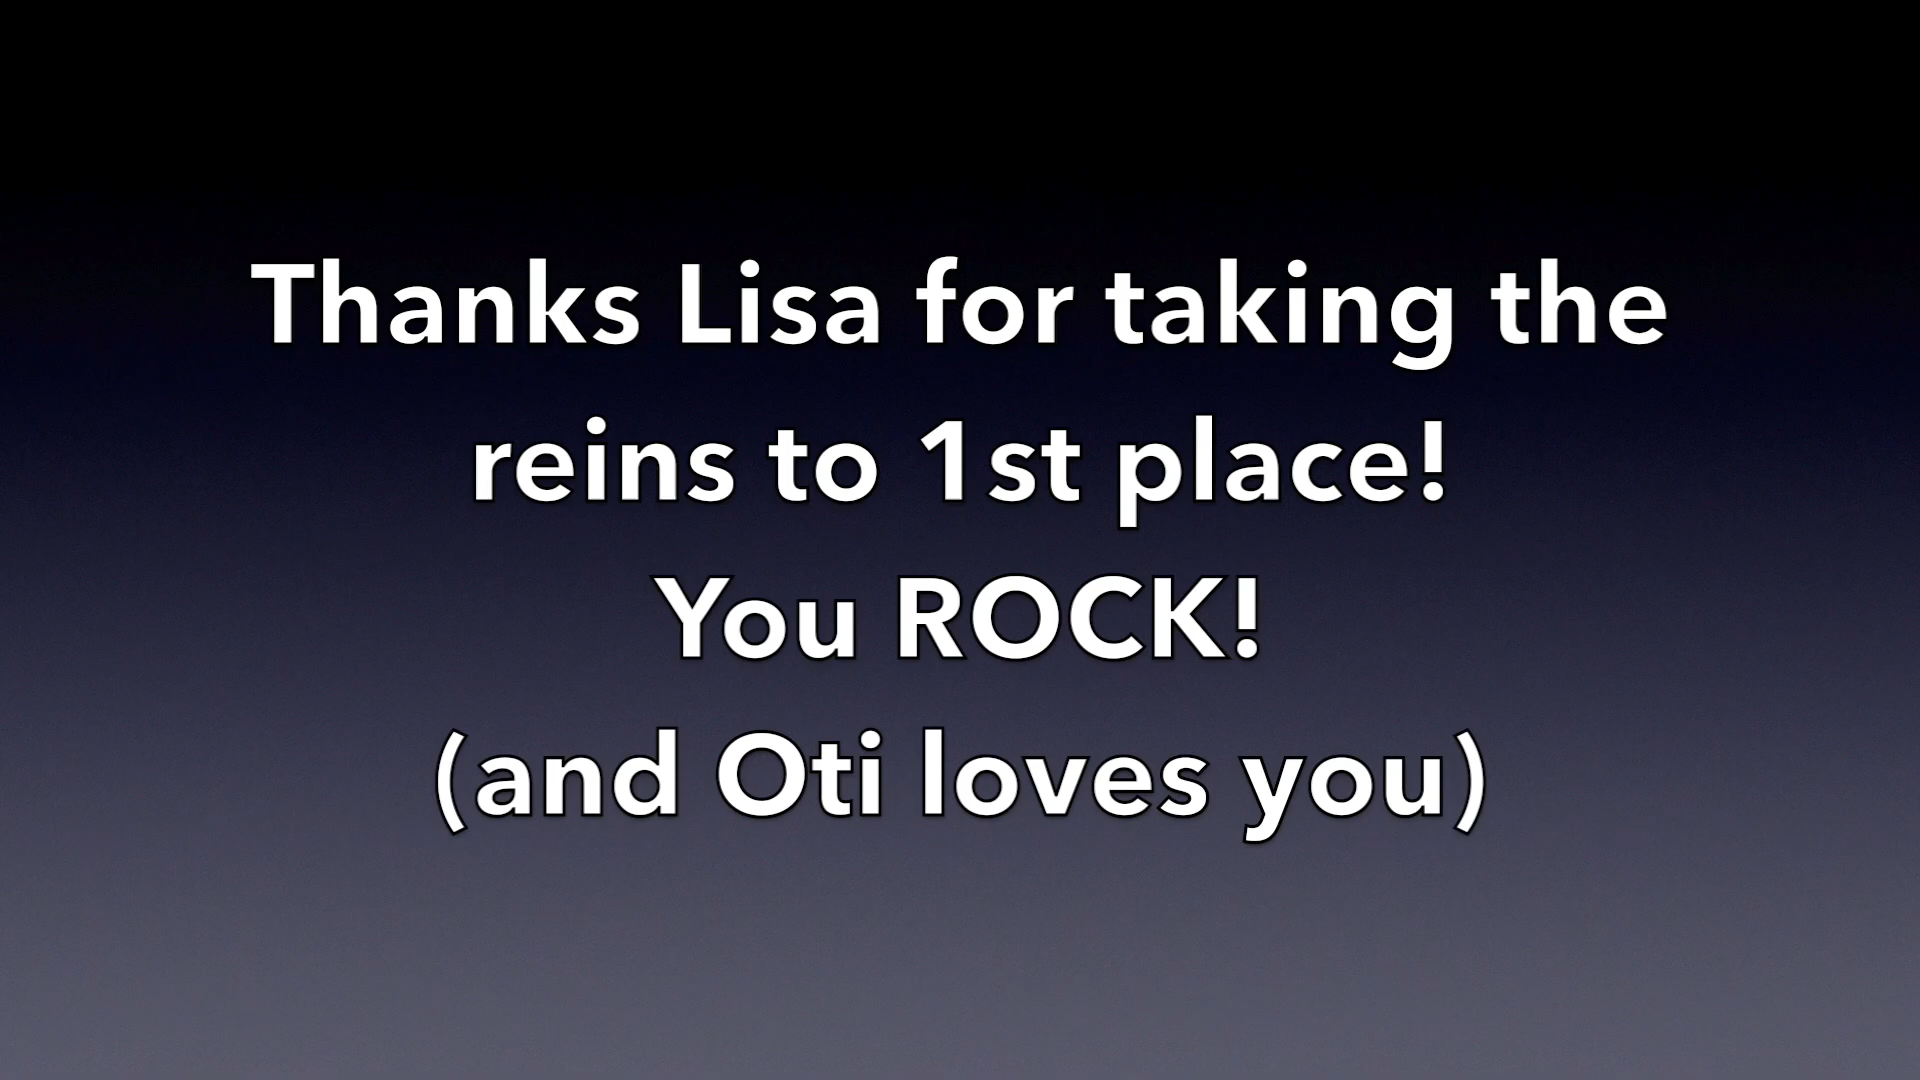 Thanks Lisa for taking the
reins to 1st place!
You ROCK!
(and Oti loves you)